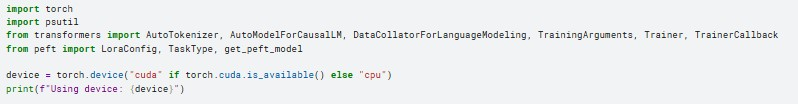 import torch
import psutil
from transformers import AutoTokenizer, AutoModelForCausalLM, DataCollatorForLanguageModeling, TrainingArguments, Trainer, TrainerCallback
from peft import LoraConfig, TaskType, get_peft_model
device = torch.device("cuda" if torch.cuda.is_available() else "cpu")
print(f"Using device: {device}")